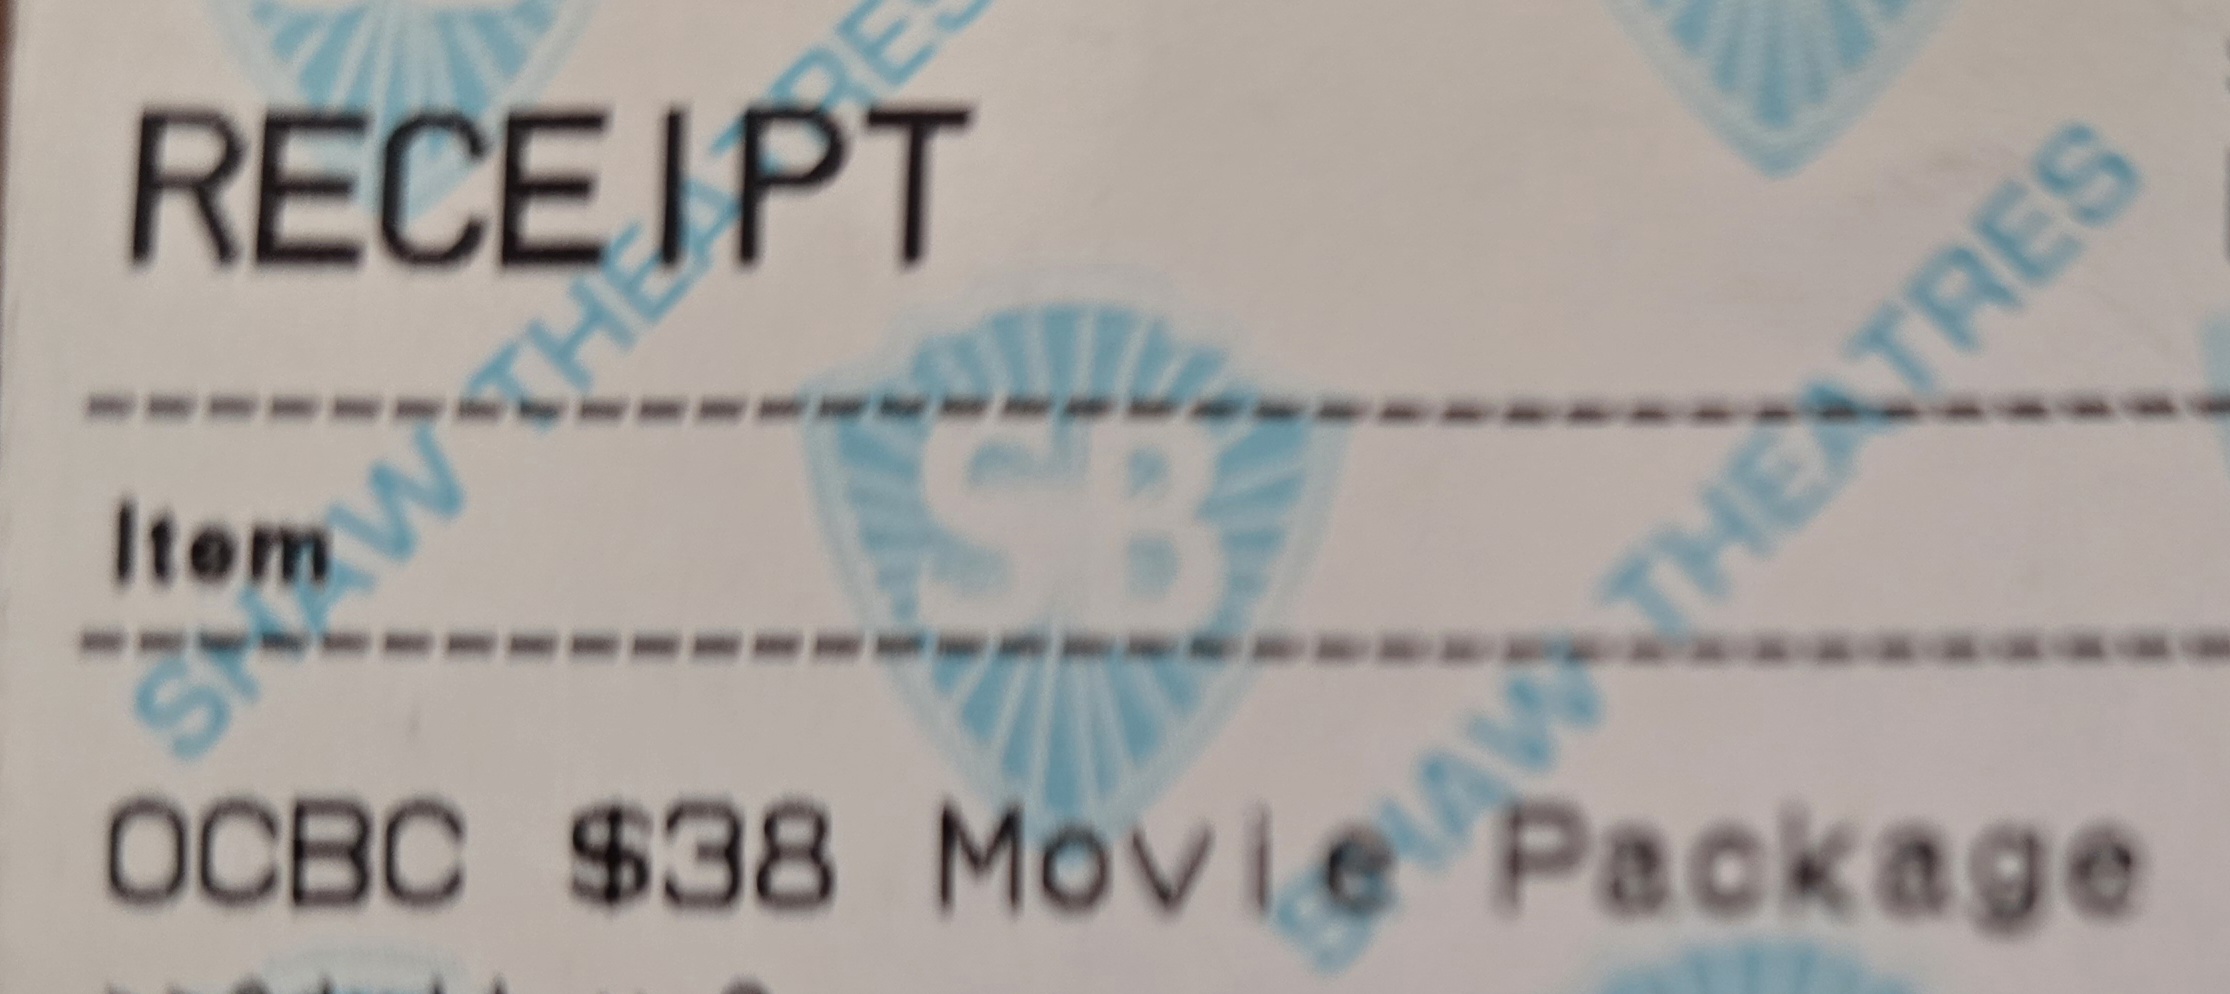 RECEIPT
SHAW THEATRES
SHAW THEATRES
Item
SB
OCBC $38 Movie Package